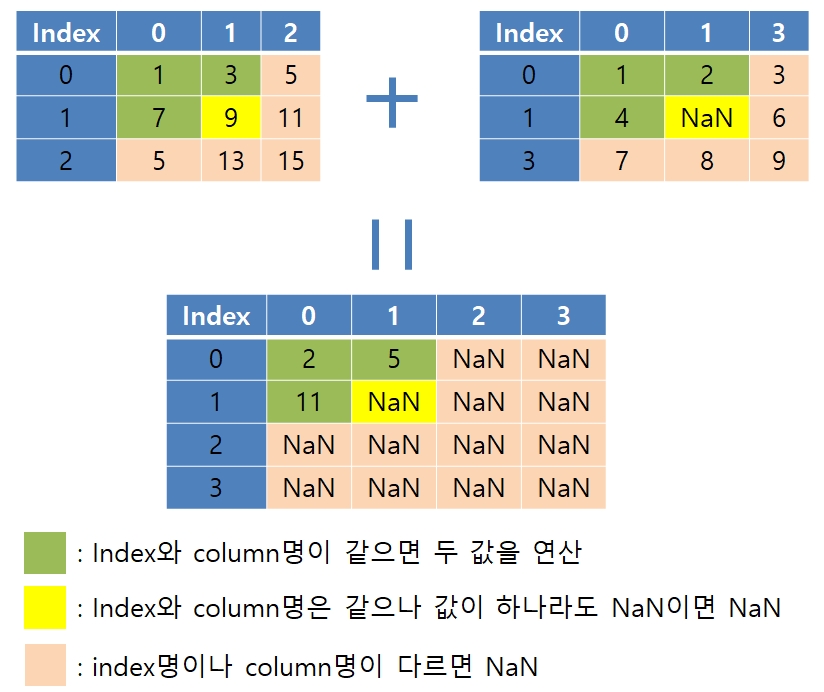 Index 0 1 2
0 1 3 5
1 7 9 11
2 5 13 15
+
Index 0 1 3
0 1 2 3
1 4 NaN 6
3 7 8 9
=
Index 0 1 2 3
0 2 5 NaN NaN
1 11 NaN NaN NaN
2 NaN NaN NaN NaN
3 NaN NaN NaN NaN
: Index와 column명이 같으면 두 값을 연산
: Index와 column명은 같으나 값이 하나라도 NaN이면 NaN
: index명이나 column명이 다르면 NaN